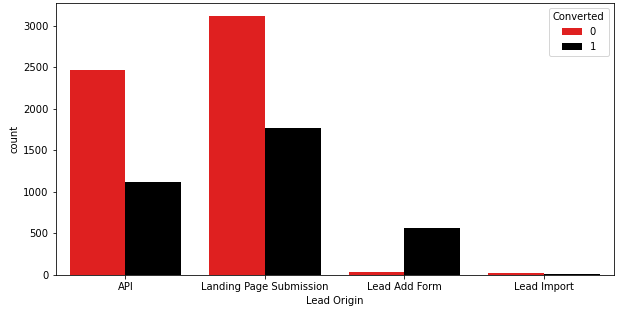 Converted
0
1
3000
2500
2000
1500
1000
500
0
count
API Landing Page Submission Lead Add Form Lead Import
Lead Origin